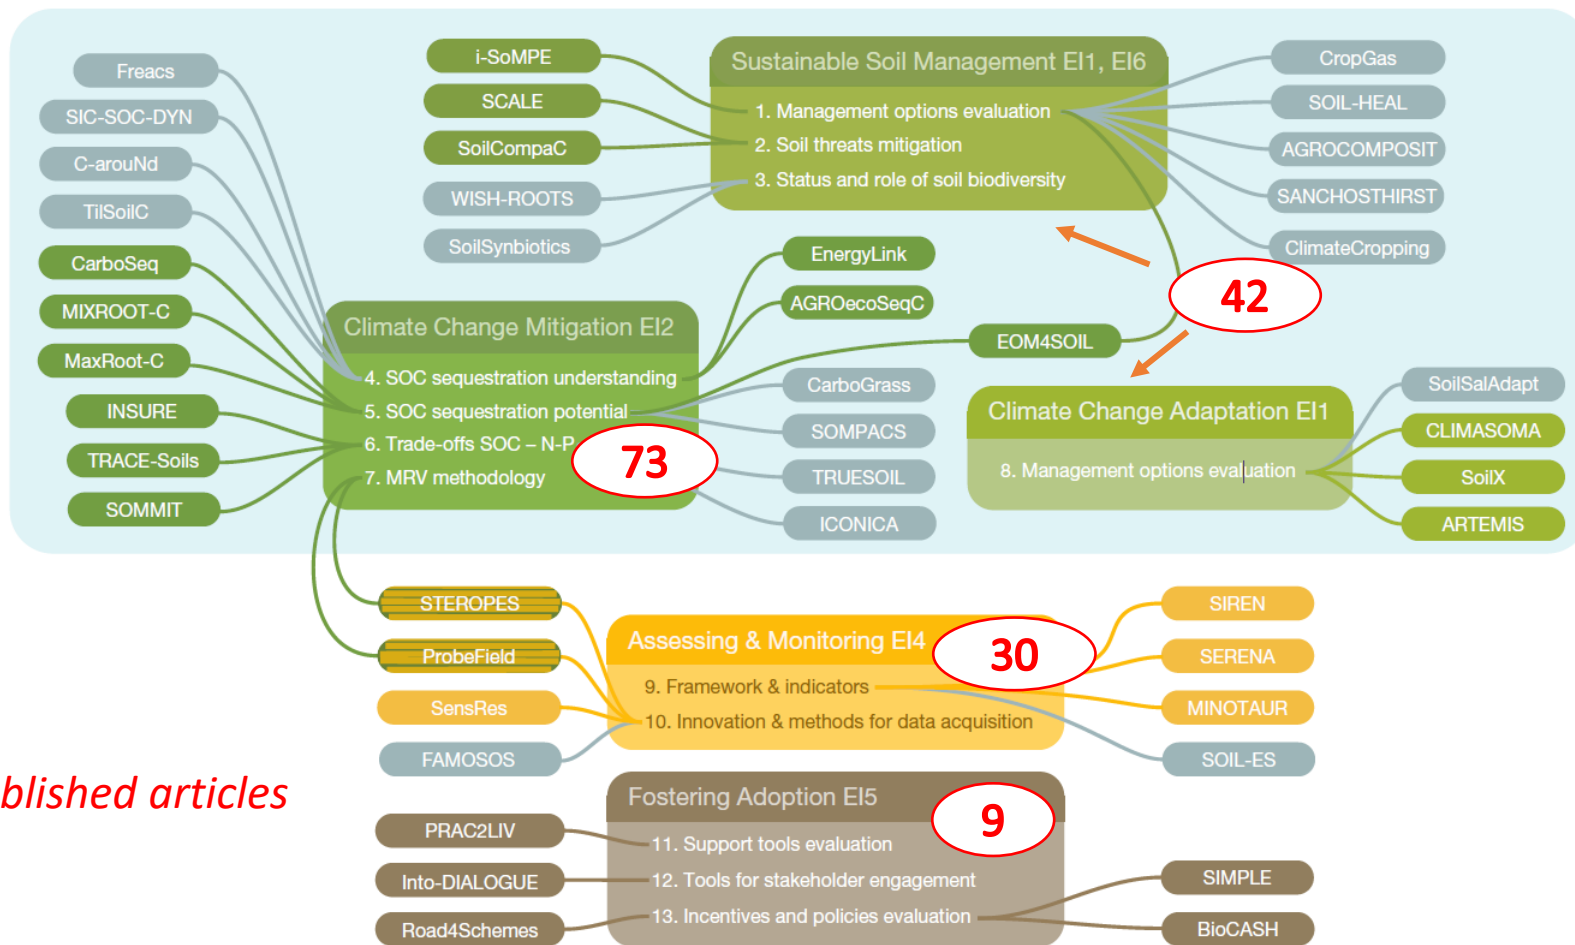 Freacs
SIC-SOC-DYN
C-arouNd
TilSoilC
CarboSeq
MIXROOT-C
MaxRoot-C
INSURE
TRACE-Soils
SOMMIT
i-SoMPE
SCALE
SoilCompaC
WISH-ROOTS
SoilSynbiotics
Sustainable Soil Management EI1, EI6
1. Management options evaluation
2. Soil threats mitigation
3. Status and role of soil biodiversity
CropGas
SOIL-HEAL
AGROCOMPOSIT
SANCHOSTHIRST
ClimateCropping
42
EnergyLink
AGROecoSeqC
EOM4SOIL
Climate Change Mitigation EI2
4. SOC sequestration understanding
5. SOC sequestration potential
6. Trade-offs SOC – N-P
7. MRV methodology
73
CarboGrass
SOMPACS
TRUESOIL
ICONICA
Climate Change Adaptation EI1
8. Management options evaluation
SoilSalAdapt
CLIMASOMA
SoilX
ARTEMIS
STEROPES
ProbeField
SensRes
FAMOSOS
Assessing & Monitoring EI4
30
9. Framework & indicators
10. Innovation & methods for data acquisition
SIREN
SERENA
MINOTAUR
SOIL-ES
blished articles
Fostering Adoption EI5
9
11. Support tools evaluation
12. Tools for stakeholder engagement
13. Incentives and policies evaluation
PRAC2LIV
Into-DIALOGUE
Road4Schemes
SIMPLE
BioCASH